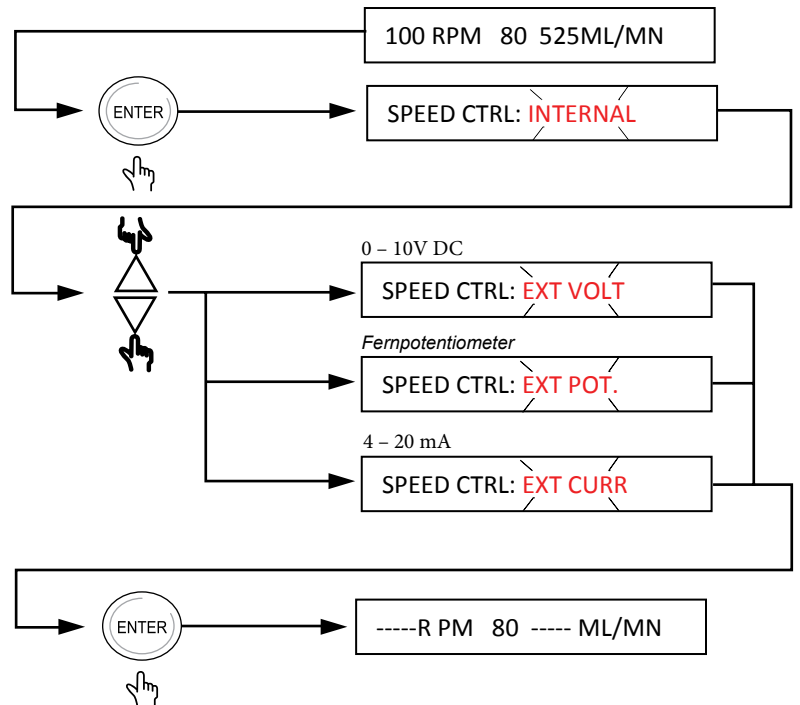 100 RPM 80 525ML/MN
ENTER
SPEED CTRL: INTERNAL
0 – 10V DC
SPEED CTRL: EXT VOLT
Fernpotentiometer
SPEED CTRL: EXT POT.
4 – 20 mA
SPEED CTRL: EXT CURR
ENTER
-----R PM 80 ----- ML/MN